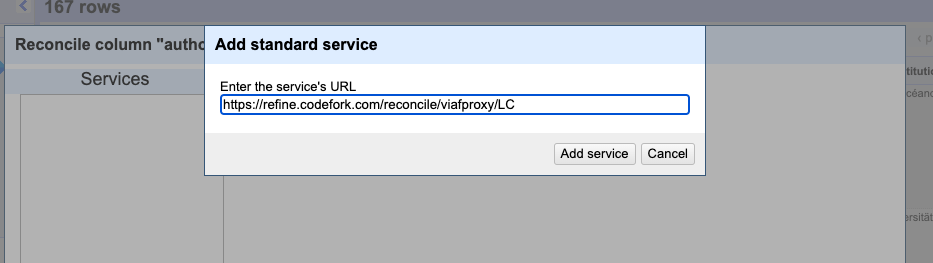 167 rows
Reconcile column "autho
Add standard service
Services
Enter the service's URL
https://refine.codefork.com/reconcile/viafproxy/LC
Add service
Cancel